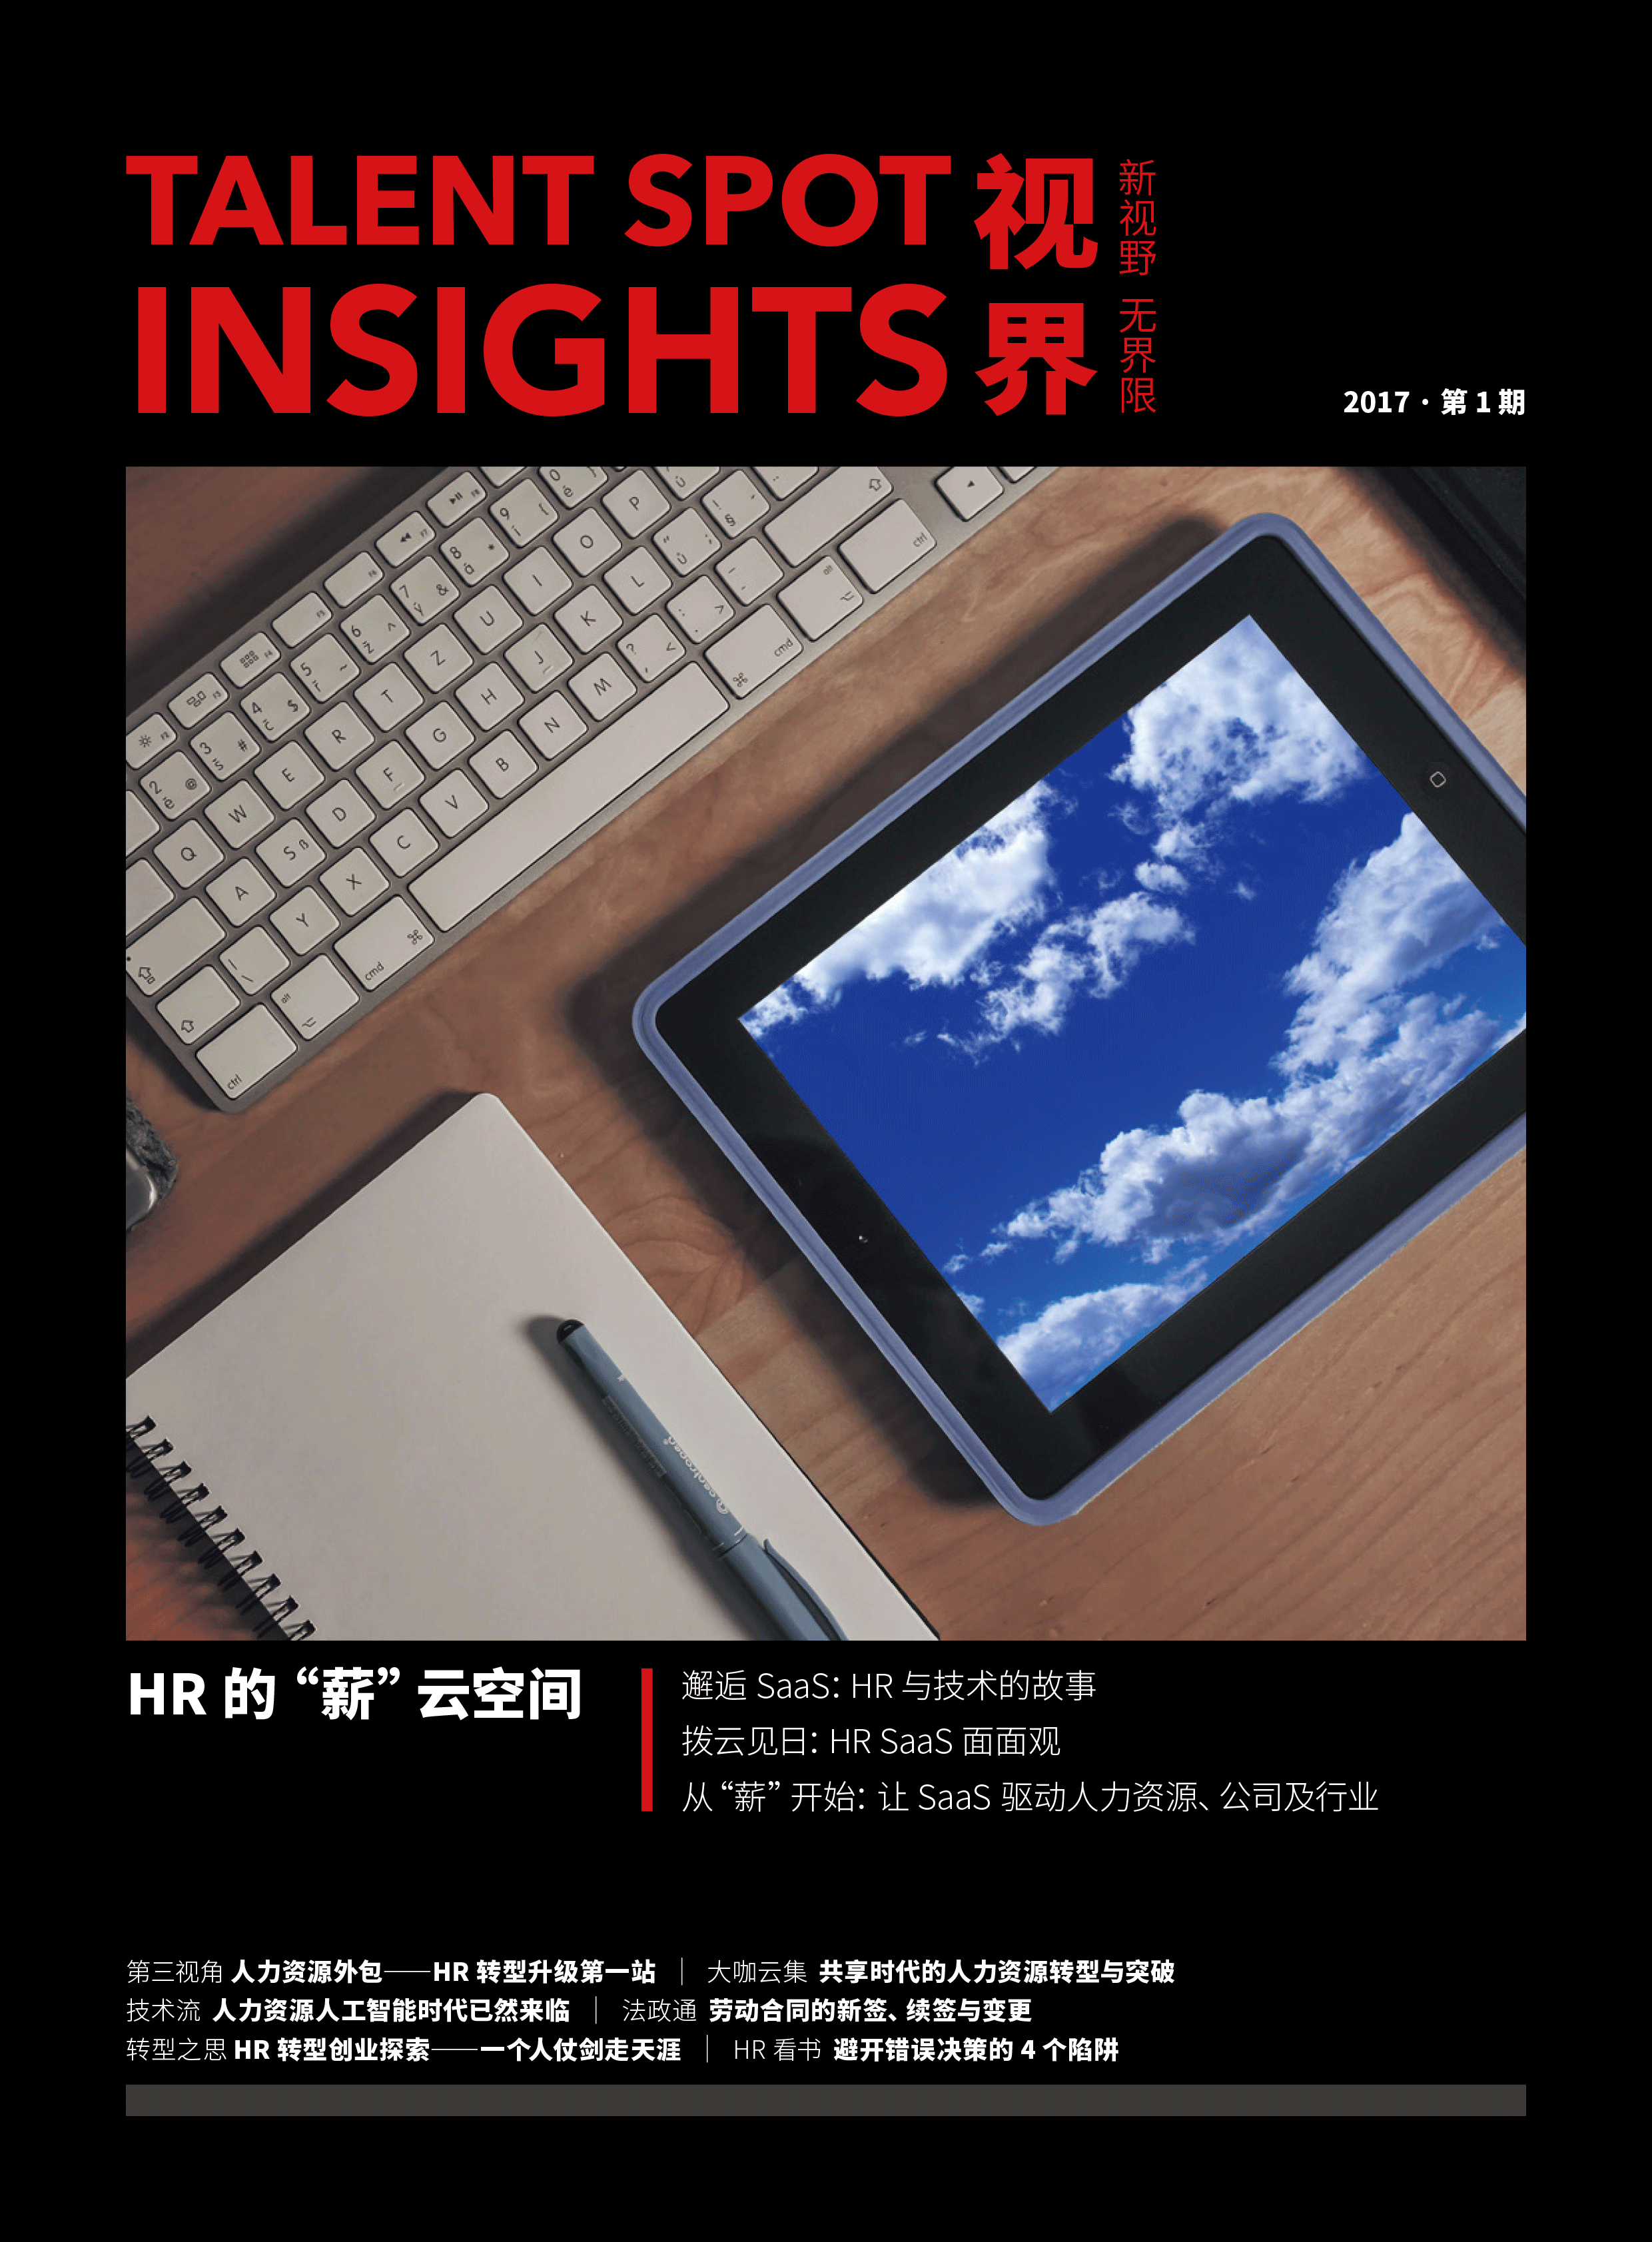 TALENT SPOT
INSIGHTS
视界
新视野 无界限
2017 · 第 1 期
HR 的 “薪” 云空间
邂逅 SaaS: HR 与技术的故事
拨云见日: HR SaaS 面面观
从 “薪” 开始: 让 SaaS 驱动人力资源、公司及行业
第三视角 人力资源外包——HR 转型升级第一站 | 大咖云集 共享时代的人力资源转型与突破
技术流 人力资源人工智能时代已然来临 | 法政通 劳动合同的新签、续签与变更
转型之思 HR 转型创业探索——一个人仗剑走天涯 | HR 看书 避开错误决策的 4 个陷阱